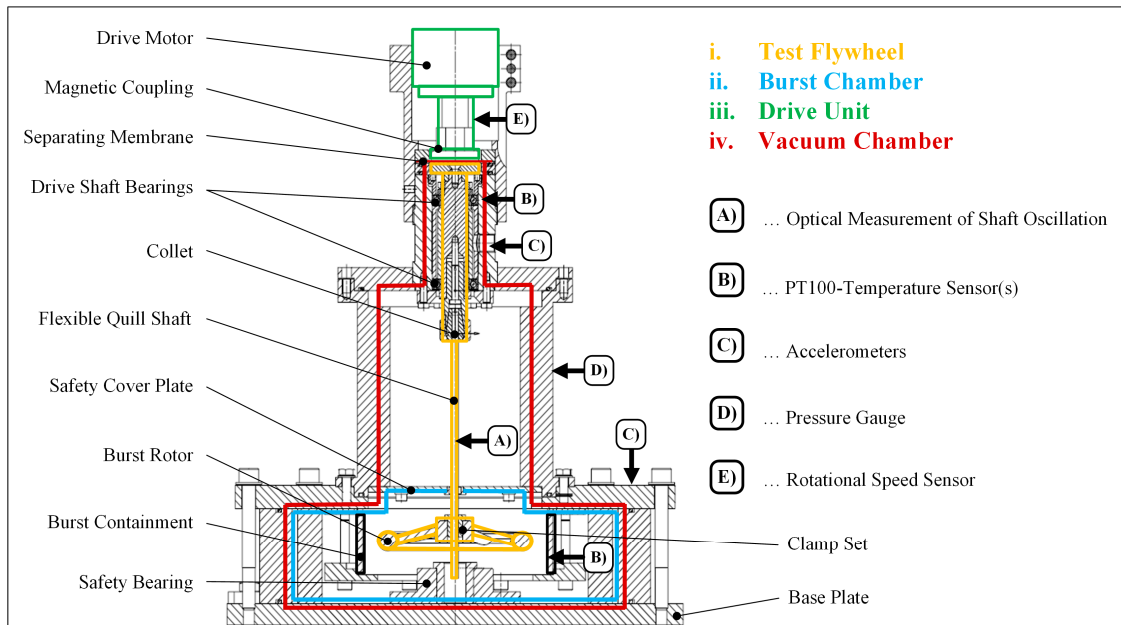 Drive Motor
Magnetic Coupling
Separating Membrane
Drive Shaft Bearings
Collet
Flexible Quill Shaft
Safety Cover Plate
Burst Rotor
Burst Containment
Safety Bearing
E)
B)
C)
D)
A)
C)
B)
Clamp Set
Base Plate
i. Test Flywheel
ii. Burst Chamber
iii. Drive Unit
iv. Vacuum Chamber
A) … Optical Measurement of Shaft Oscillation
B) … PT100-Temperature Sensor(s)
C) … Accelerometers
D) … Pressure Gauge
E) … Rotational Speed Sensor